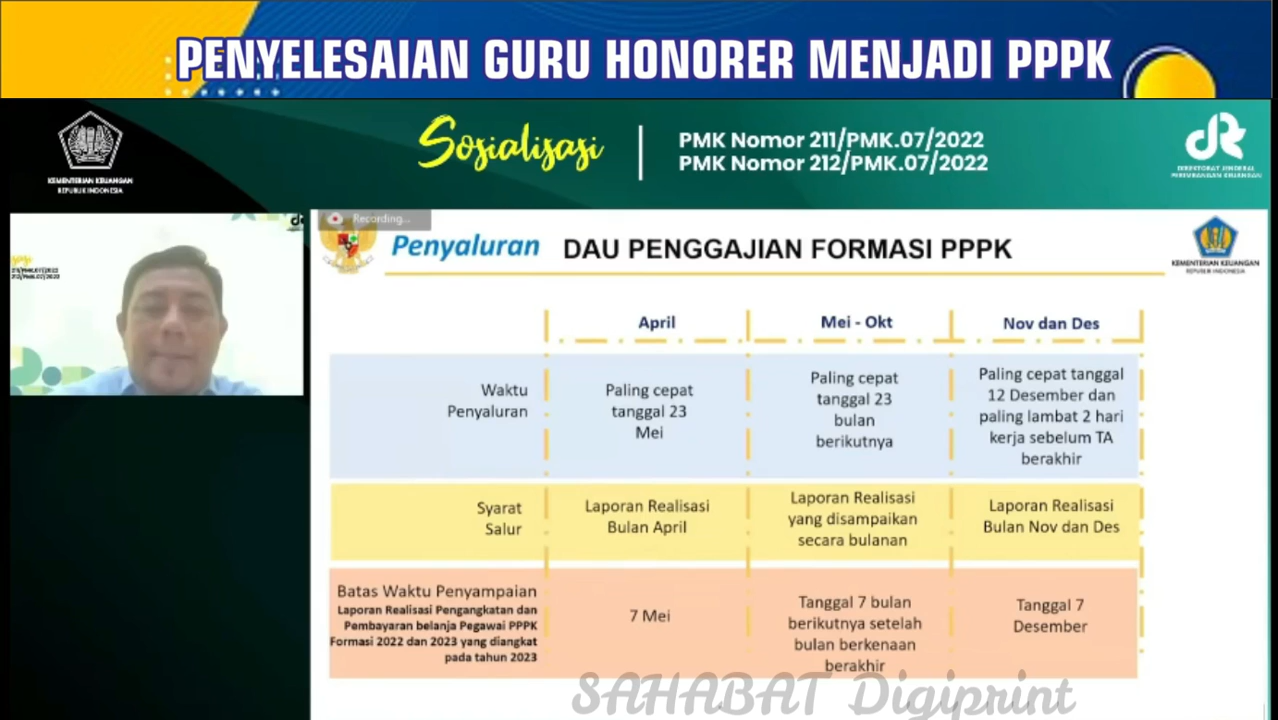 PENYELESAIAN GURU HONORER MENJADI PPPK
KEMENTERIAN KEUANGAN
REPUBLIK INDONESIA
Sosialisasi
PMK Nomor 211/PMK.07/2022
PMK Nomor 212/PMK.07/2022
DIREKTORAT JENDERAL
PERIMBANGAN KEUANGAN
Recording...
Penyaluran DAU PENGGAJIAN FORMASI PPPK
KEMENTERIAN KEUANGAN
REPUBLIK INDONESIA
April
Mei - Okt
Nov dan Des
Waktu
Penyaluran
Paling cepat
tanggal 23
Mei
Paling cepat
tanggal 23
bulan
berikutnya
Paling cepat tanggal
12 Desember dan
paling lambat 2 hari
kerja sebelum TA
berakhir
Syarat
Salur
Laporan Realisasi
Bulan April
Laporan Realisasi
yang disampaikan
secara bulanan
Laporan Realisasi
Bulan Nov dan Des
Batas Waktu Penyampaian
Laporan Realisasi Pengangkatan dan
Pembayaran belanja Pegawai PPPK
Formasi 2022 dan 2023 yang diangkat
pada tahun 2023
7 Mei
Tanggal 7 bulan
berikutnya setelah
bulan berkenaan
berakhir
Tanggal 7
Desember
SAHABAT Digiprint